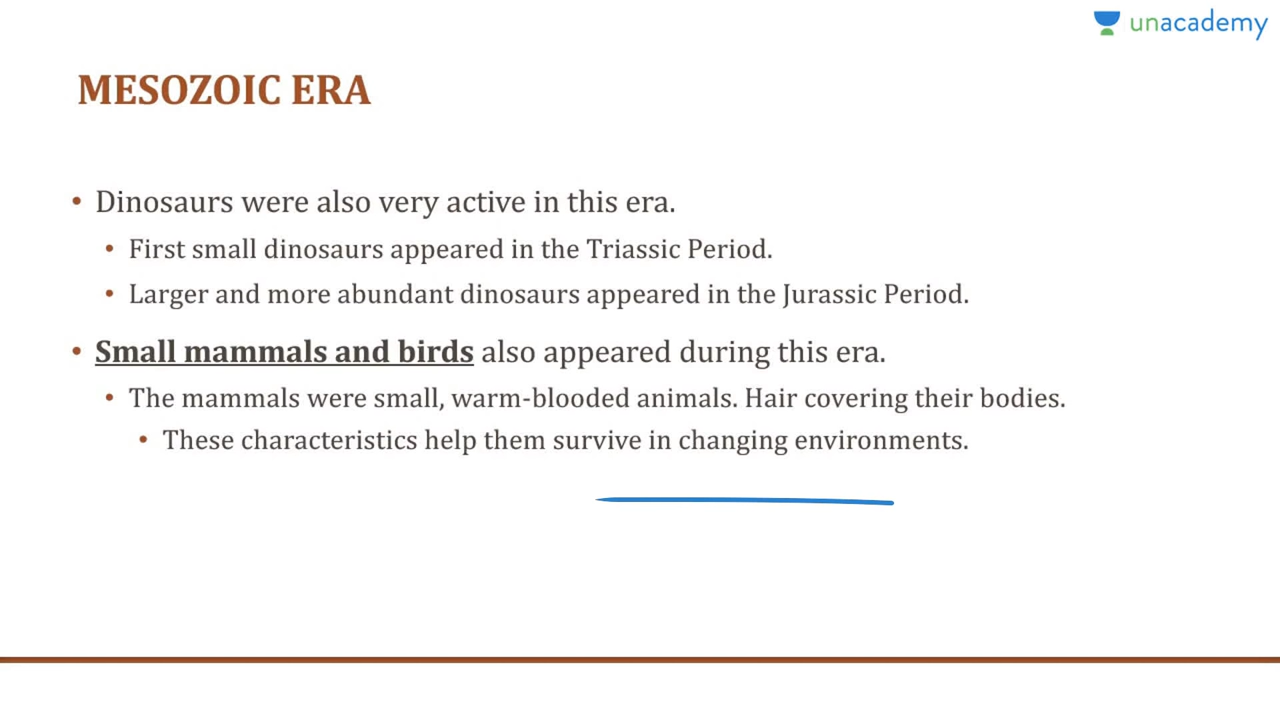 unacademy
MESOZOIC ERA
• Dinosaurs were also very active in this era.
• First small dinosaurs appeared in the Triassic Period.
• Larger and more abundant dinosaurs appeared in the Jurassic Period.
• Small mammals and birds also appeared during this era.
• The mammals were small, warm-blooded animals. Hair covering their bodies.
• These characteristics help them survive in changing environments.